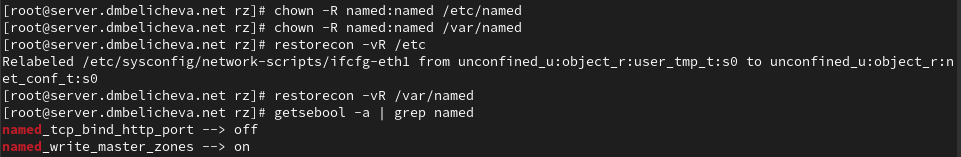 [root@server.dmbelicheva.net rz]# chown -R named:named /etc/named
[root@server.dmbelicheva.net rz]# chown -R named:named /var/named
[root@server.dmbelicheva.net rz]# restorecon -vR /etc
Relabeled /etc/sysconfig/network-scripts/ifcfg-eth1 from unconfined_u:object_r:user_tmp_t:s0 to unconfined_u:object_r:n
et_conf_t:s0
[root@server.dmbelicheva.net rz]# restorecon -vR /var/named
[root@server.dmbelicheva.net rz]# getsebool -a | grep named
named_tcp_bind_http_port --> off
named_write_master_zones --> on